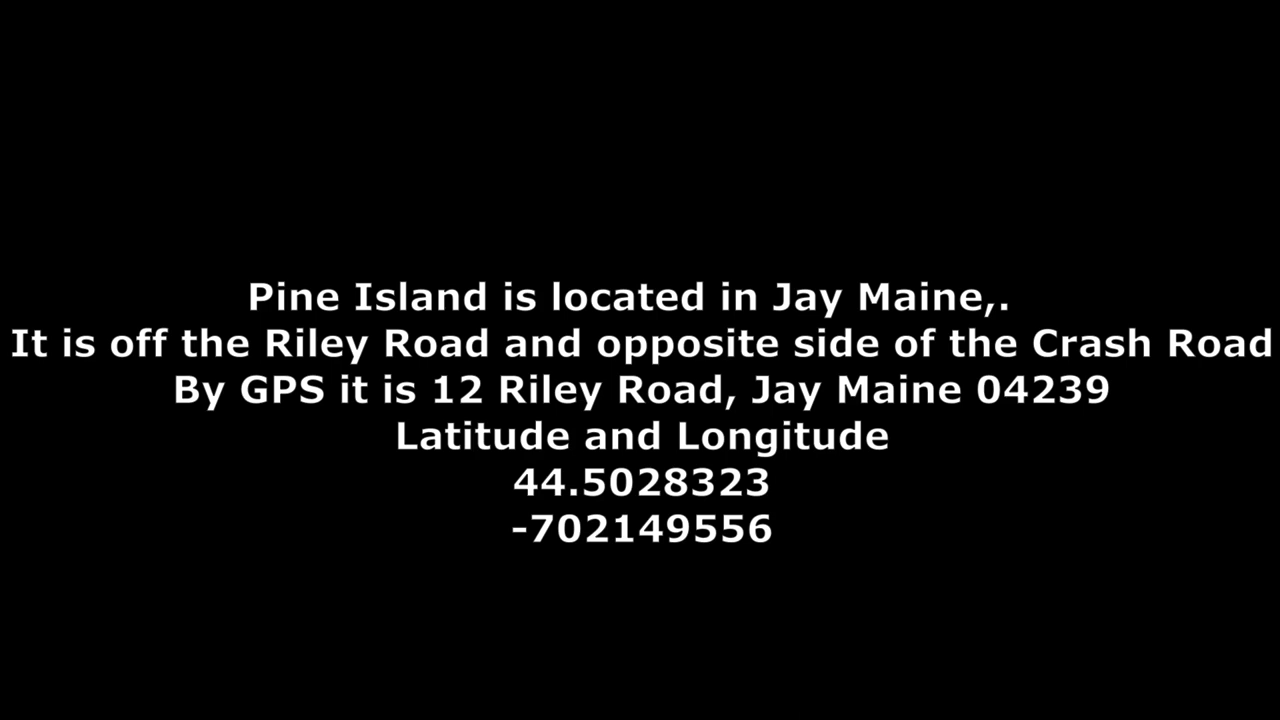 Pine Island is located in Jay Maine,.
It is off the Riley Road and opposite side of the Crash Road
By GPS it is 12 Riley Road, Jay Maine 04239
Latitude and Longitude
44.5028323
-702149556